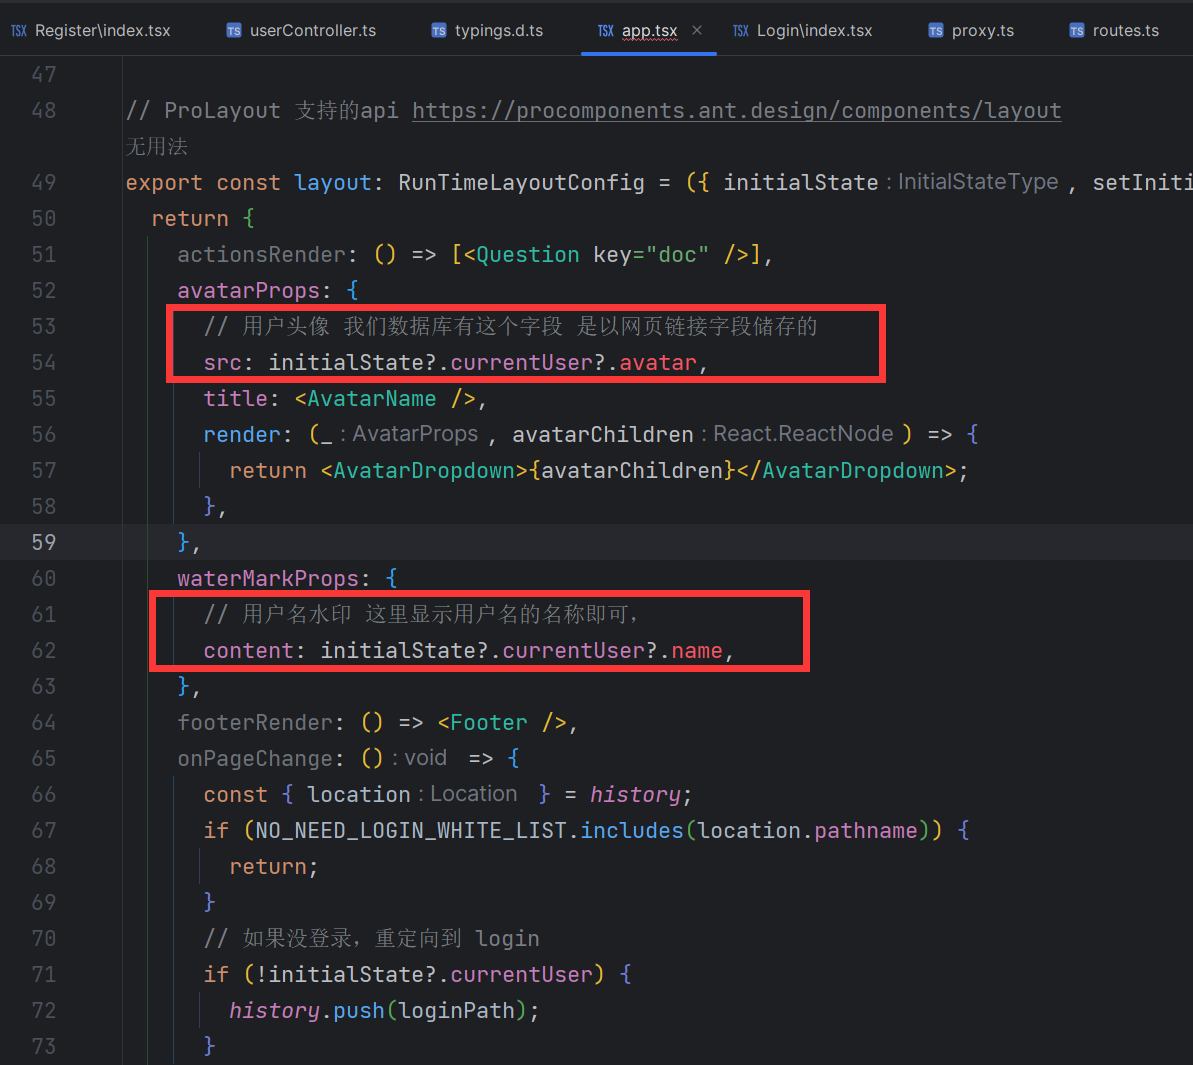 TSX Register\index.tsx TS userController.ts TS typings.d.ts TSX app.tsx × TSX Login\index.tsx TS proxy.ts TS routes.ts
47
48 // ProLayout 支持的api https://procomponents.ant.design/components/layout
无用法
49 export const layout: RunTimeLayoutConfig = ({ initialState : InitialStateType , setIniti
50 return {
51 actionsRender: () => [<Question key="doc" />],
52 avatarProps: {
53 // 用户头像 我们数据库有这个字段 是以网页链接字段储存的
54 src: initialState?.currentUser?.avatar,
55 title: <AvatarName />,
56 render: (_ : AvatarProps , avatarChildren : React.ReactNode ) => {
57 return <AvatarDropdown>{avatarChildren}</AvatarDropdown>;
58 },
59 },
60 waterMarkProps: {
61 // 用户名水印 这里显示用户名的名称即可,
62 content: initialState?.currentUser?.name,
63 },
64 footerRender: () => <Footer />,
65 onPageChange: () : void => {
66 const { location : Location } = history;
67 if (NO_NEED_LOGIN_WHITE_LIST.includes(location.pathname)) {
68 return;
69 }
70 // 如果没登录，重定向到 login
71 if (!initialState?.currentUser) {
72 history.push(loginPath);
73 }